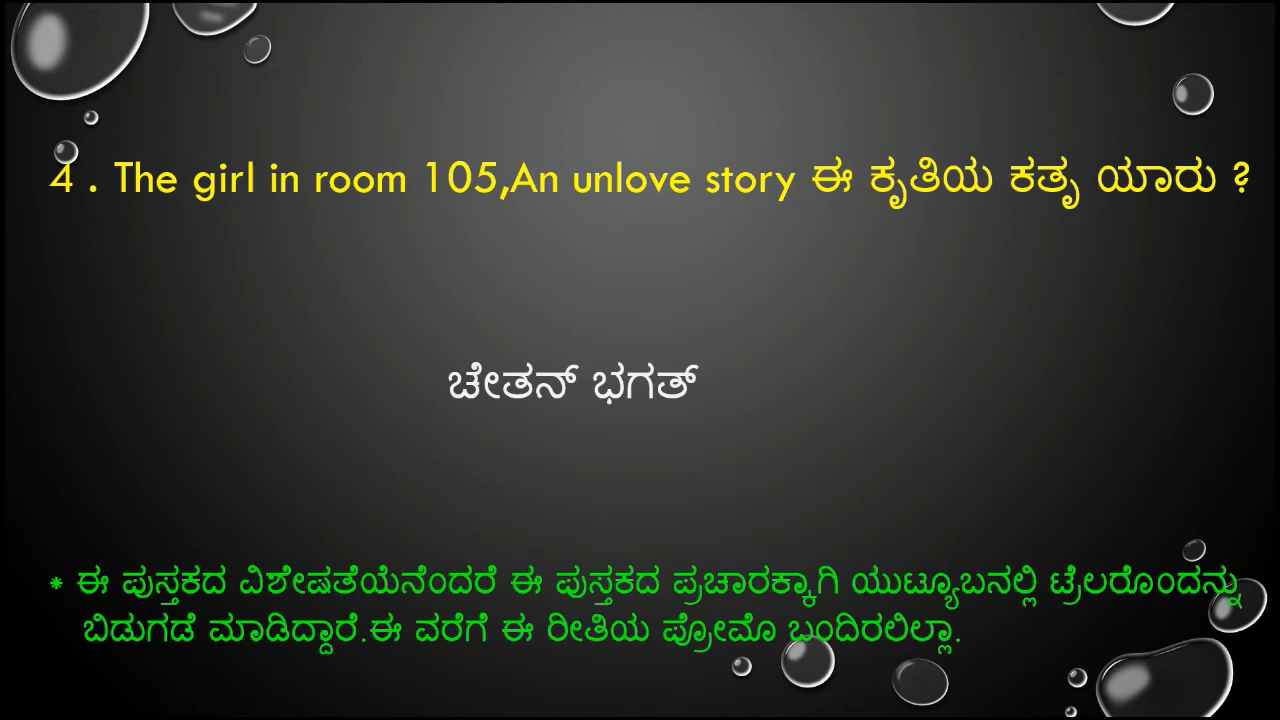 4 . The girl in room 105,An unlove story ಈ ಕೃತಿಯ ಕತೃ ಯಾರು ?
ಚೇತನ್ ಭಗತ್
* ಈ ಪುಸ್ತಕದ ವಿಶೇಷತೆಯೆನೆಂದರೆ ಈ ಪುಸ್ತಕದ ಪ್ರಚಾರಕ್ಕಾಗಿ ಯುಟ್ಯೂಬನಲ್ಲಿ ಟ್ರೆಲರೊಂದನ್ನು
ಬಿಡುಗಡೆ ಮಾಡಿದ್ದಾರೆ.ಈ ವರೆಗೆ ಈ ರೀತಿಯ ಪ್ರೋಮೊ ಬಂದಿರಲಿಲ್ಲಾ.